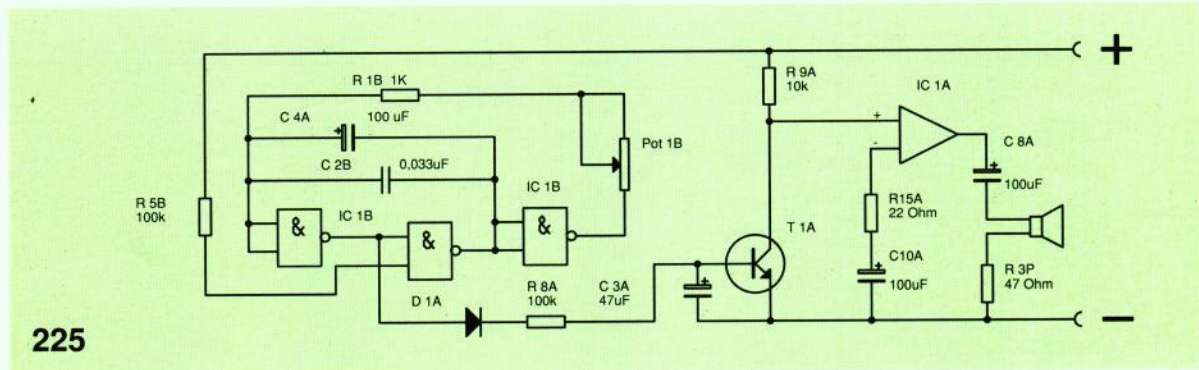 +
R 9A
10k
IC 1A
R 1B 1K
C 4A
+
100 uF
C 2B
0,033uF
Pot 1B
+
-
C 8A
+
100uF
R 5B
100k
IC 1B
&
IC 1B
&
&
R15A
22 Ohm
T 1A
C10A
+
100uF
R 3P
47 Ohm
D 1A
R 8A
100k
C 3A
47uF
+
−
225